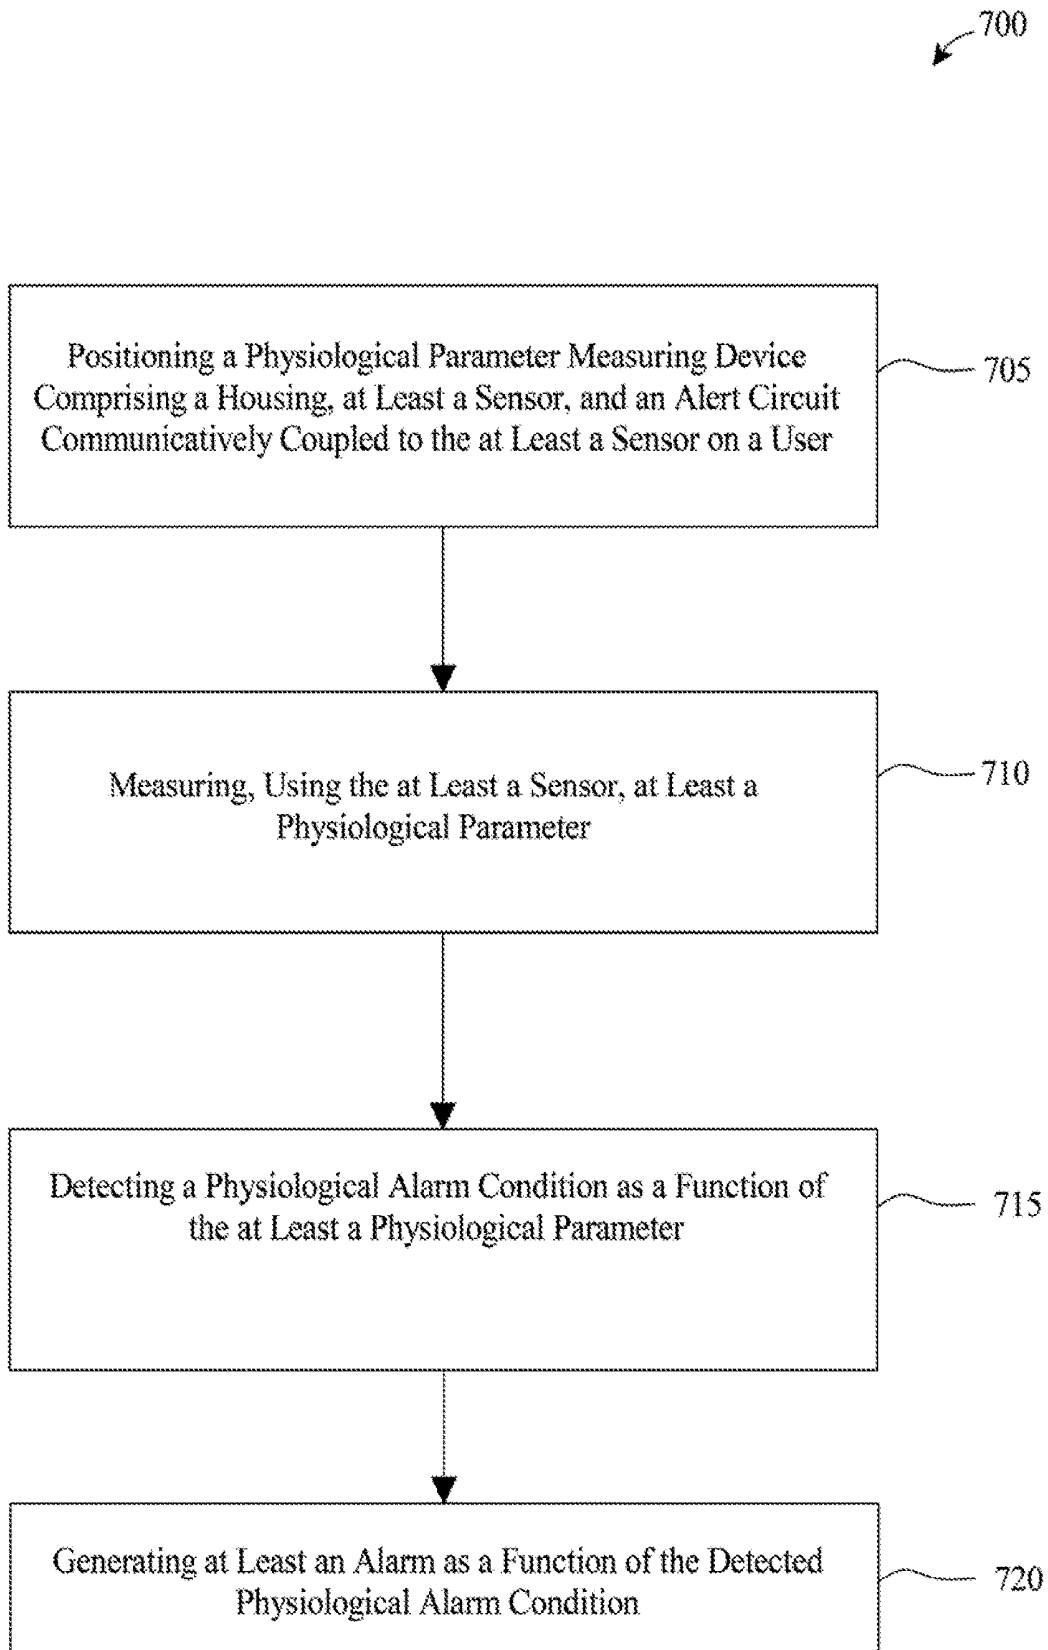 700
Positioning a Physiological Parameter Measuring Device
Comprising a Housing, at Least a Sensor, and an Alert Circuit
Communicatively Coupled to the at Least a Sensor on a User
705
Measuring, Using the at Least a Sensor, at Least a
Physiological Parameter
710
Detecting a Physiological Alarm Condition as a Function of
the at Least a Physiological Parameter
715
Generating at Least an Alarm as a Function of the Detected
Physiological Alarm Condition
720